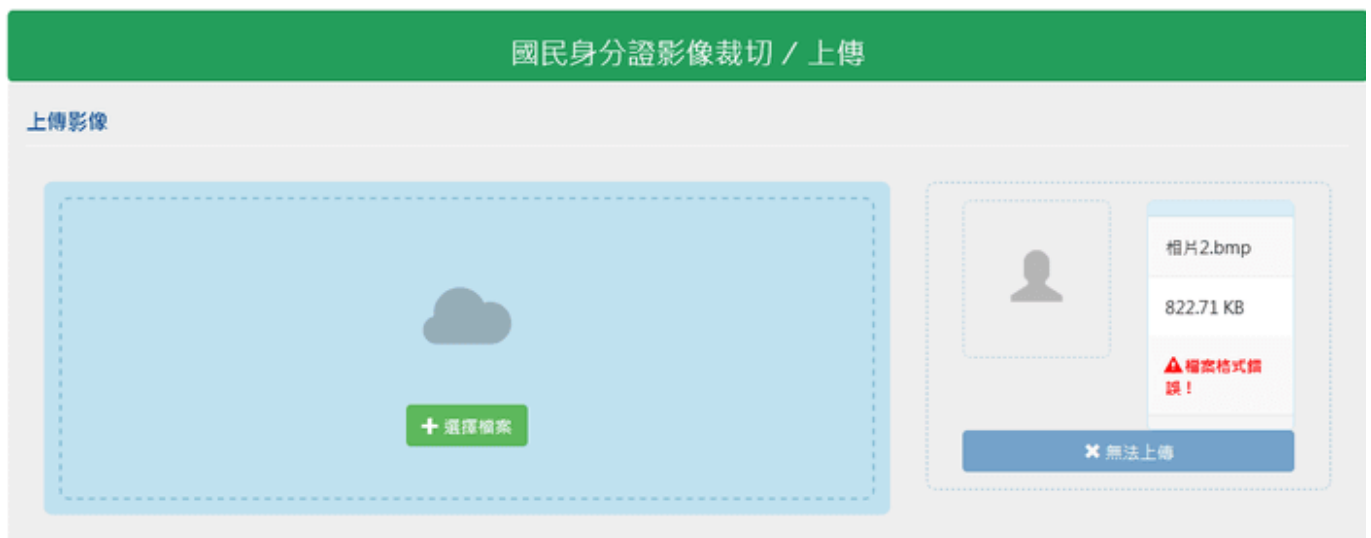 國民身分證影像裁切 / 上傳
上傳影像
選擇檔案
相片2.bmp
822.71 KB
檔案格式錯
誤！
無法上傳